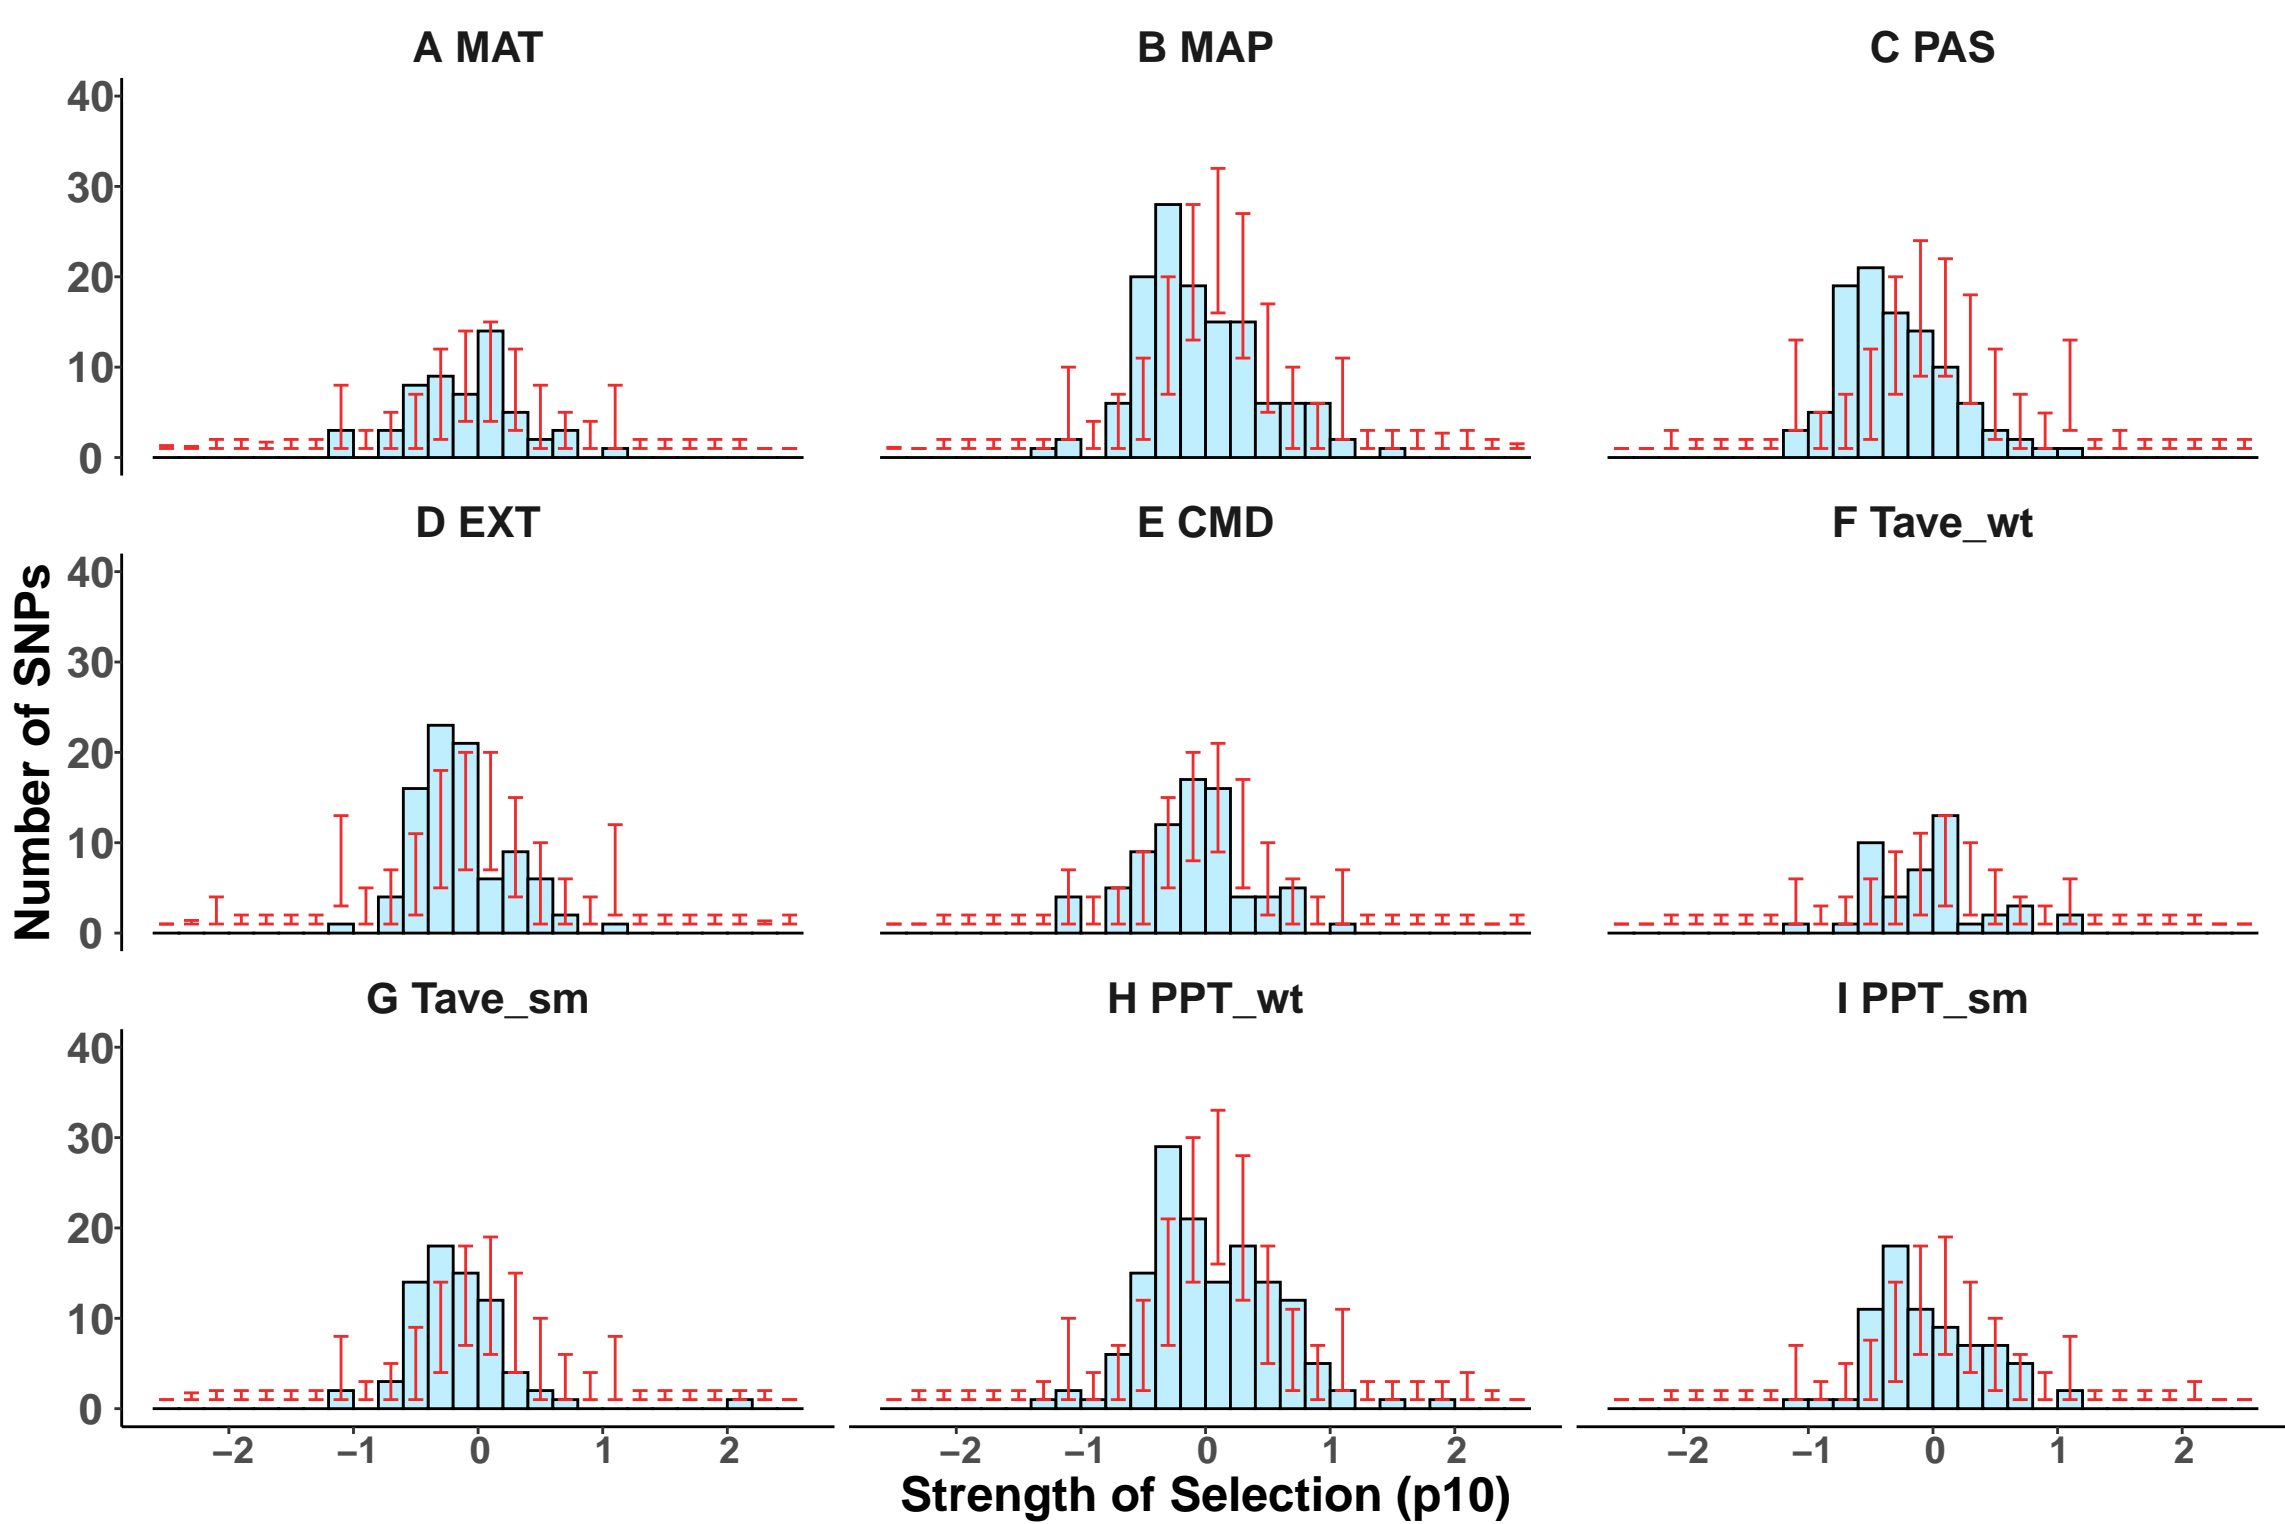 A MAT
B MAP
C PAS
40
30
20
10
0
D EXT
E CMD
F Tave_wt
40
30
20
10
0
Number of SNPs
G Tave_sm
H PPT_wt
I PPT_sm
40
30
20
10
0
−2 −1 0 1 2
−2 −1 0 1 2
−2 −1 0 1 2
Strength of Selection (p10)